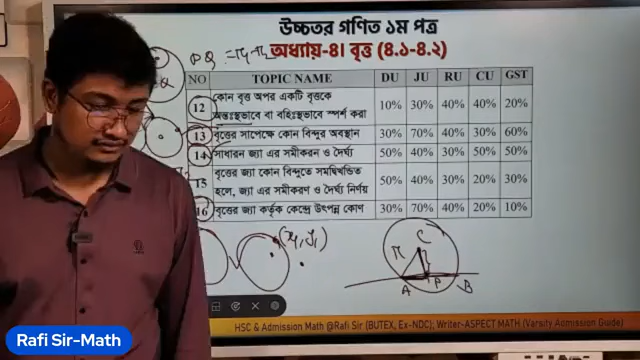 উচ্চতর গণিত ১ম পত্র
অধ্যায়-৪। বৃত্ত (৪.১-৪.২)
NO TOPIC NAME DU JU RU CU GST
12 কোন বৃত্ত অপর একটি বৃত্তকে অন্তঃস্থভাবে বা বহিঃস্থভাবে স্পর্শ করা 10% 30% 40% 40% 20%
13 বৃত্তের সাপেক্ষে কোন বিন্দুর অবস্থান 30% 70% 40% 30% 60%
14 সাধারন জ্যা এর সমীকরন ও দৈর্ঘ্য 50% 40% 30% 50% 50%
15 বৃত্তের জ্যা কোন বিন্দুতে সমদ্বিখন্ডিত হলে, জ্যা এর সমীকরণ ও দৈর্ঘ্য নির্ণয় 50% 40% 50% 20% 30%
16 বৃত্তের জ্যা কর্তৃক কেন্দ্রে উৎপন্ন কোণ 30% 70% 40% 20% 10%
(x₁, y₁)
C
A P B
Rafi Sir-Math
HSC & Admission Math @Rafi Sir (BUTEX, Ex-NDC); Writer-ASPECT MATH (Varsity Admission Guide)